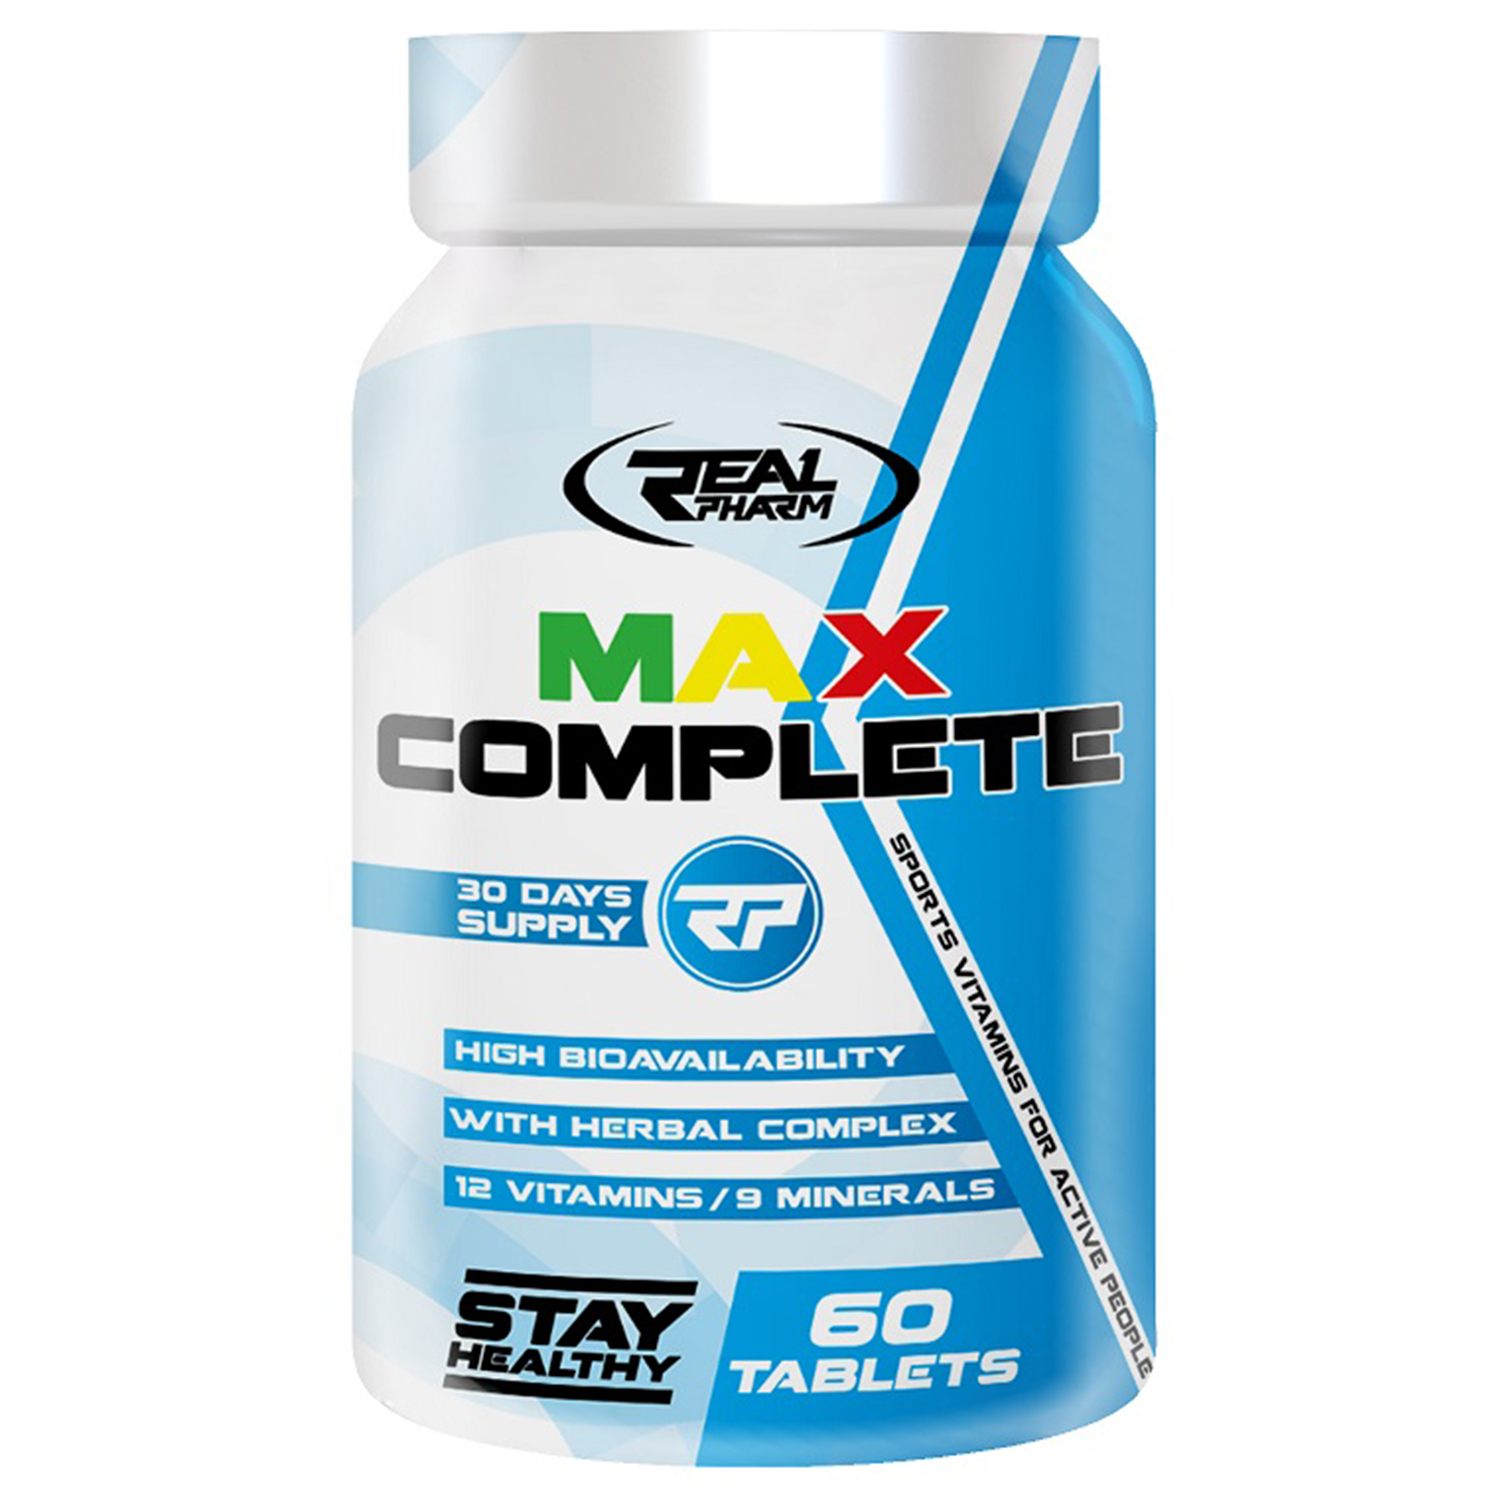 REAL
PHARM
MAX
COMPLETE
30 DAYS
SUPPLY
RP
SPORTS VITAMINS FOR ACTIVE PEOPLE
HIGH BIOAVAILABILITY
WITH HERBAL COMPLEX
12 VITAMINS/9 MINERALS
STAY
HEALTHY
60
TABLETS